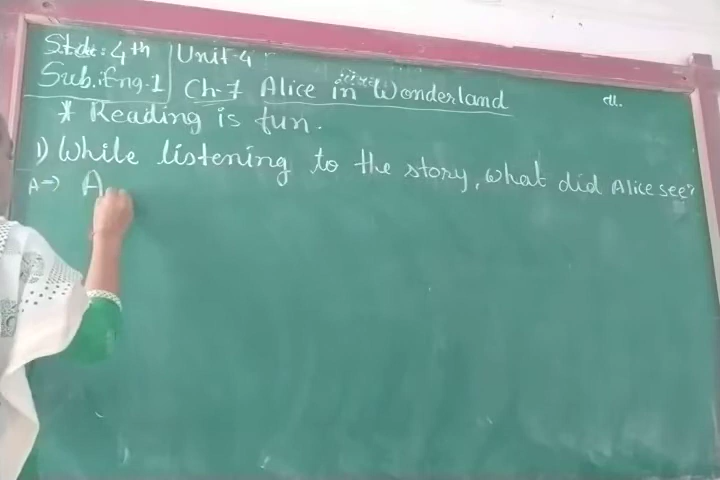 Std: 4th Unit-4
Sub: Eng.1 Ch-7 Alice in Wonderland
dt.
* Reading is fun.
1) While listening to the story, what did Alice see?
A→ A